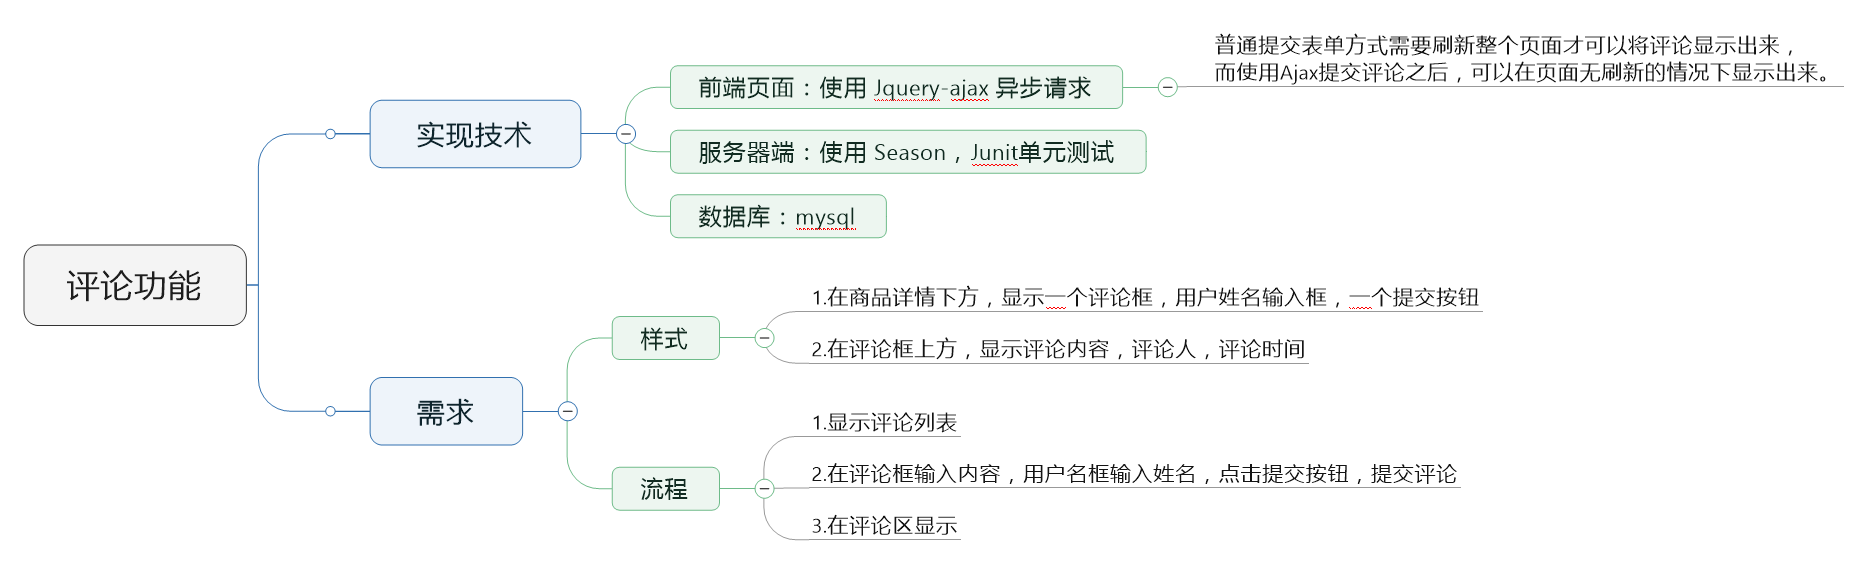 评论功能
实现技术
前端页面：使用 Jquery-ajax 异步请求
普通提交表单方式需要刷新整个页面才可以将评论显示出来，
而使用Ajax提交评论之后，可以在页面无刷新的情况下显示出来。
服务器端：使用 Season，Junit单元测试
数据库：mysql
需求
样式
1.在商品详情下方，显示一个评论框，用户姓名输入框，一个提交按钮
2.在评论框上方，显示评论内容，评论人，评论时间
流程
1.显示评论列表
2.在评论框输入内容，用户名框输入姓名，点击提交按钮，提交评论
3.在评论区显示